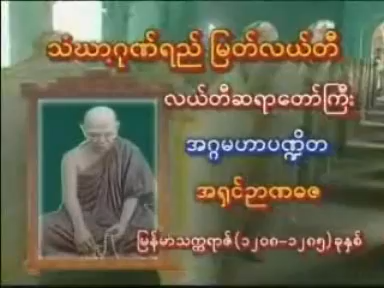 သံဃာ့ဂုဏ်ရည် မြတ်လယ်တီ
လယ်တီဆရာတော်ကြီး
အဂ္ဂမဟာပဏ္ဍိတ
အရှင်ဉာဏဓဇ
မြန်မာသက္ကရာဇ် (၁၂၀၈-၁၂၈၅) ခုနှစ်